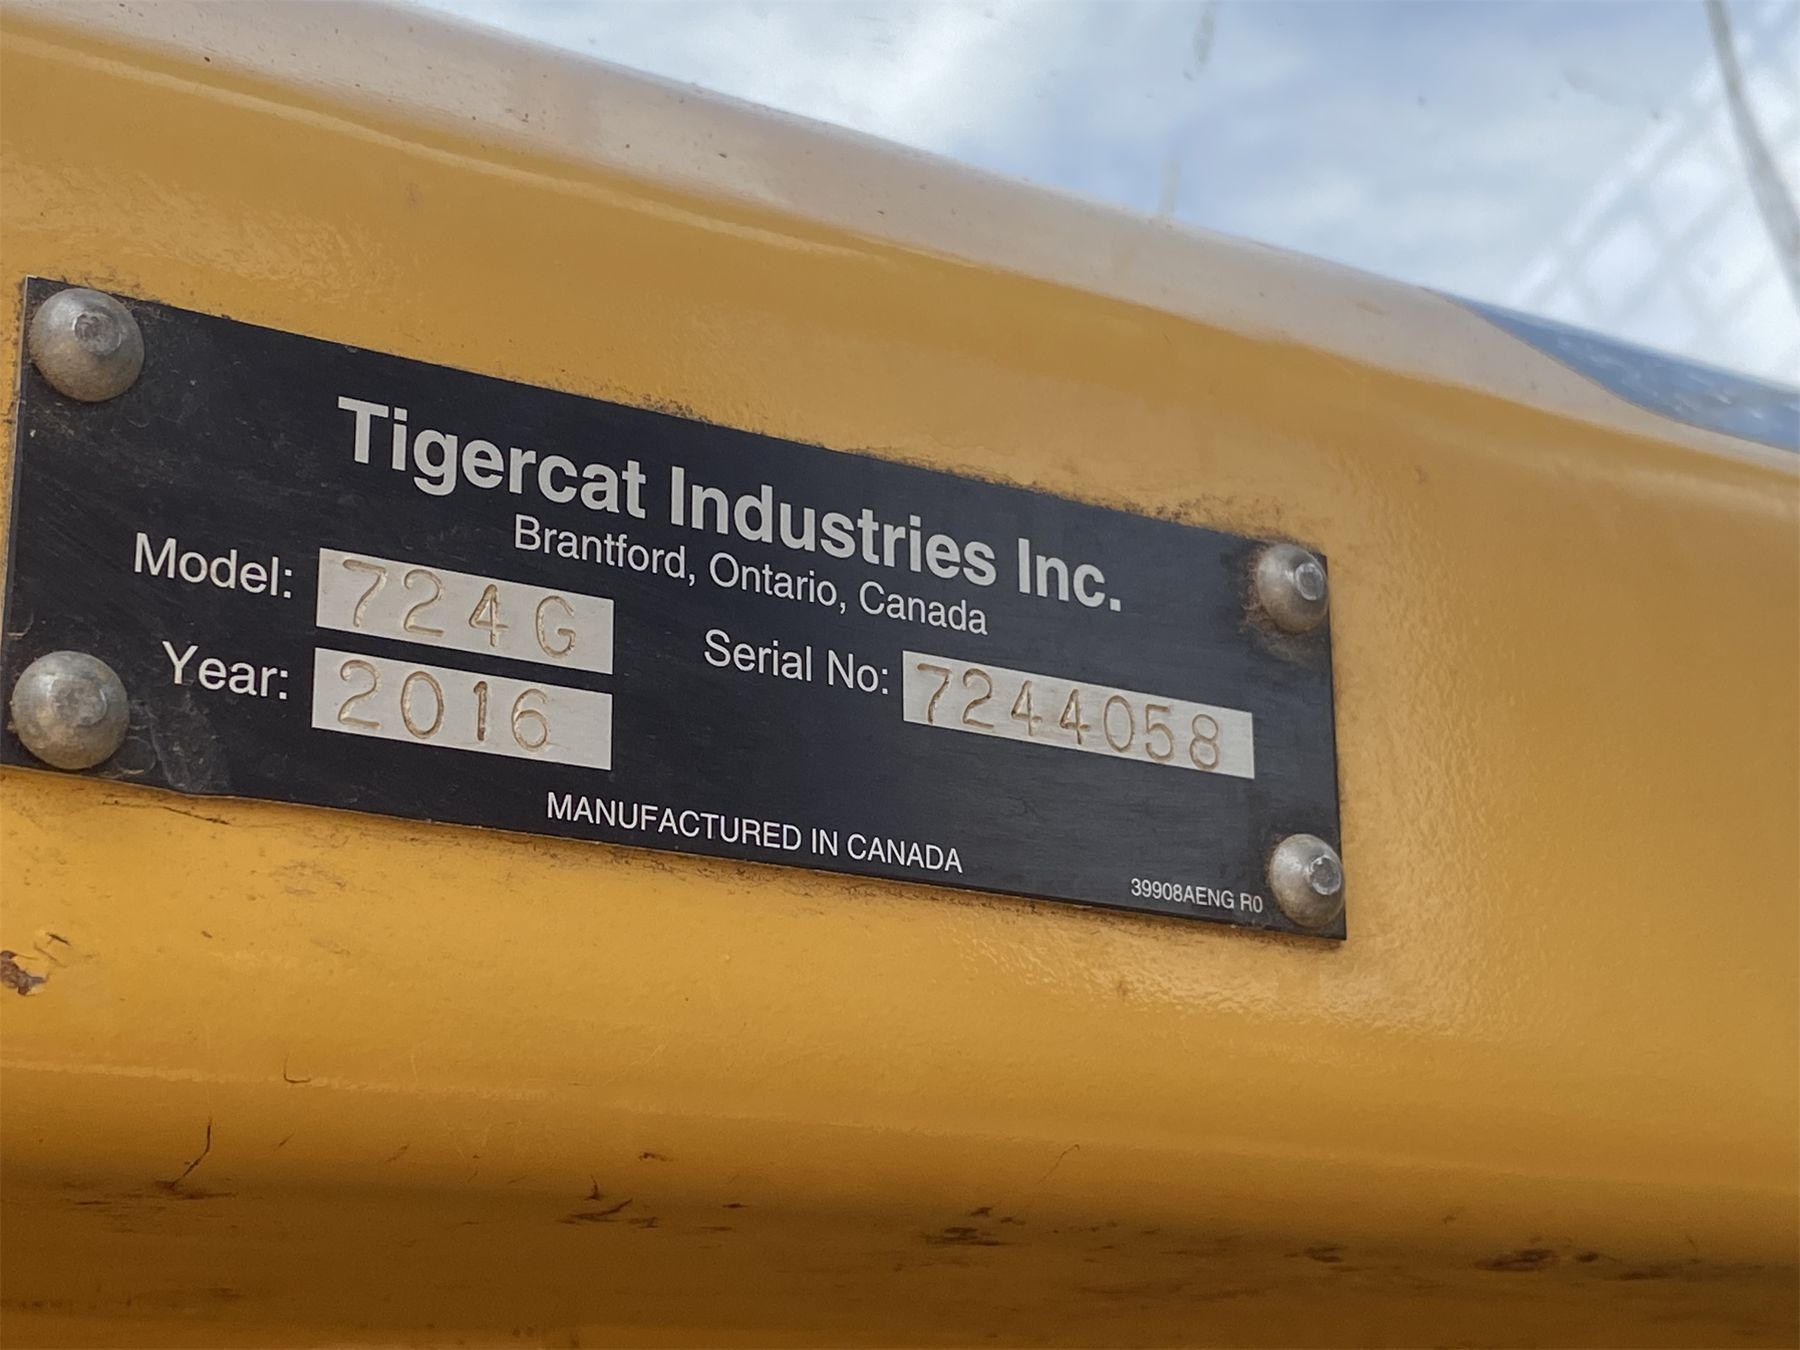 Tigercat Industries Inc.
Brantford, Ontario, Canada
Model: 724G
Year: 2016
Serial No: 7244058
MANUFACTURED IN CANADA
39908AENG R0